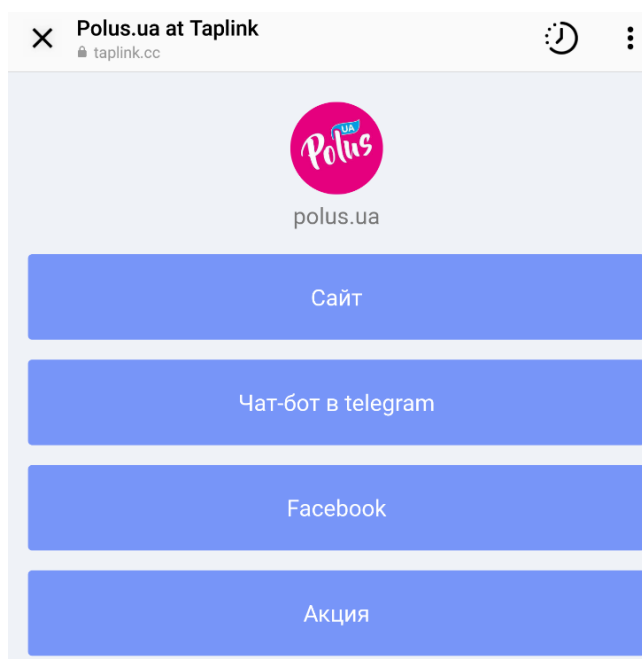 Polus.ua at Taplink
taplink.cc
UA
Polus
polus.ua
Сайт
Чат-бот в telegram
Facebook
Акция